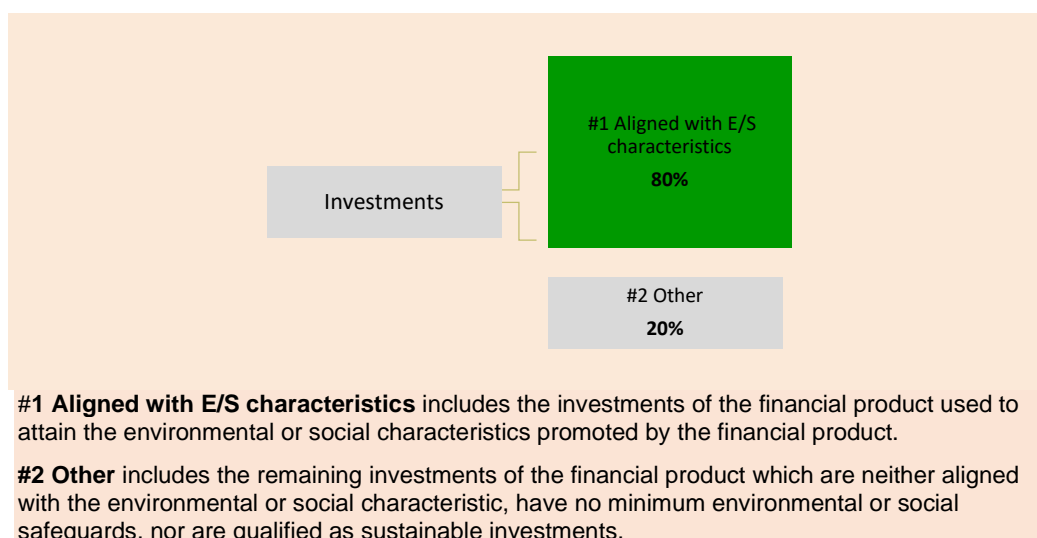 #1 Aligned with E/S
characteristics
80%
Investments
#2 Other
20%
#1 Aligned with E/S characteristics includes the investments of the financial product used to
attain the environmental or social characteristics promoted by the financial product.
#2 Other includes the remaining investments of the financial product which are neither aligned
with the environmental or social characteristic, have no minimum environmental or social
safeguards, nor are qualified as sustainable investments.